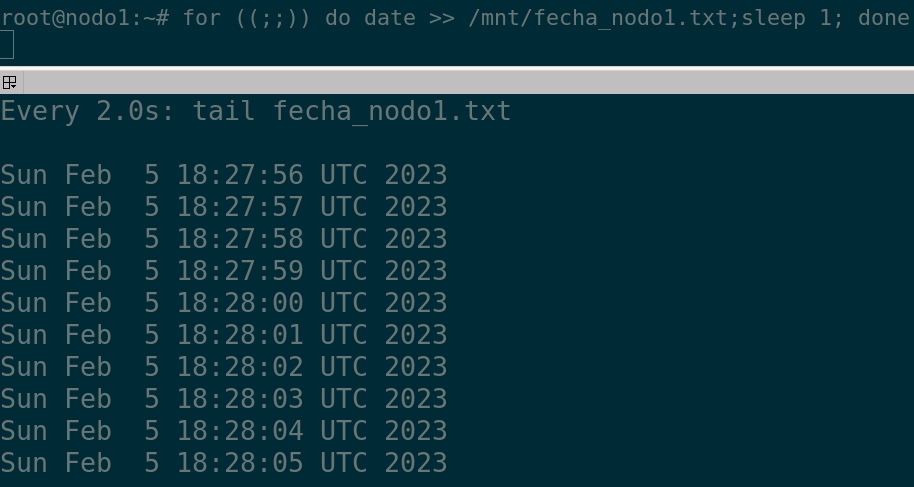 root@nodo1:~# for ((;;)) do date >> /mnt/fecha_nodo1.txt;sleep 1; done
Every 2.0s: tail fecha_nodo1.txt
Sun Feb  5 18:27:56 UTC 2023
Sun Feb  5 18:27:57 UTC 2023
Sun Feb  5 18:27:58 UTC 2023
Sun Feb  5 18:27:59 UTC 2023
Sun Feb  5 18:28:00 UTC 2023
Sun Feb  5 18:28:01 UTC 2023
Sun Feb  5 18:28:02 UTC 2023
Sun Feb  5 18:28:03 UTC 2023
Sun Feb  5 18:28:04 UTC 2023
Sun Feb  5 18:28:05 UTC 2023